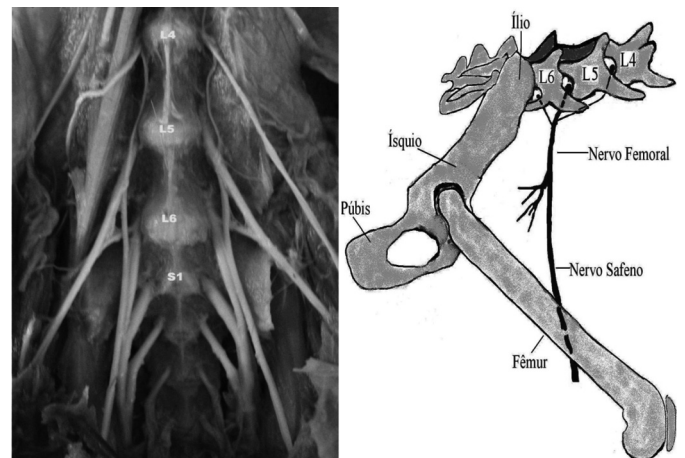 L4
L5
L6
S1
Ílio
L6
L5
L4
Ísquio
Nervo Femoral
Púbis
Nervo Safeno
Fêmur